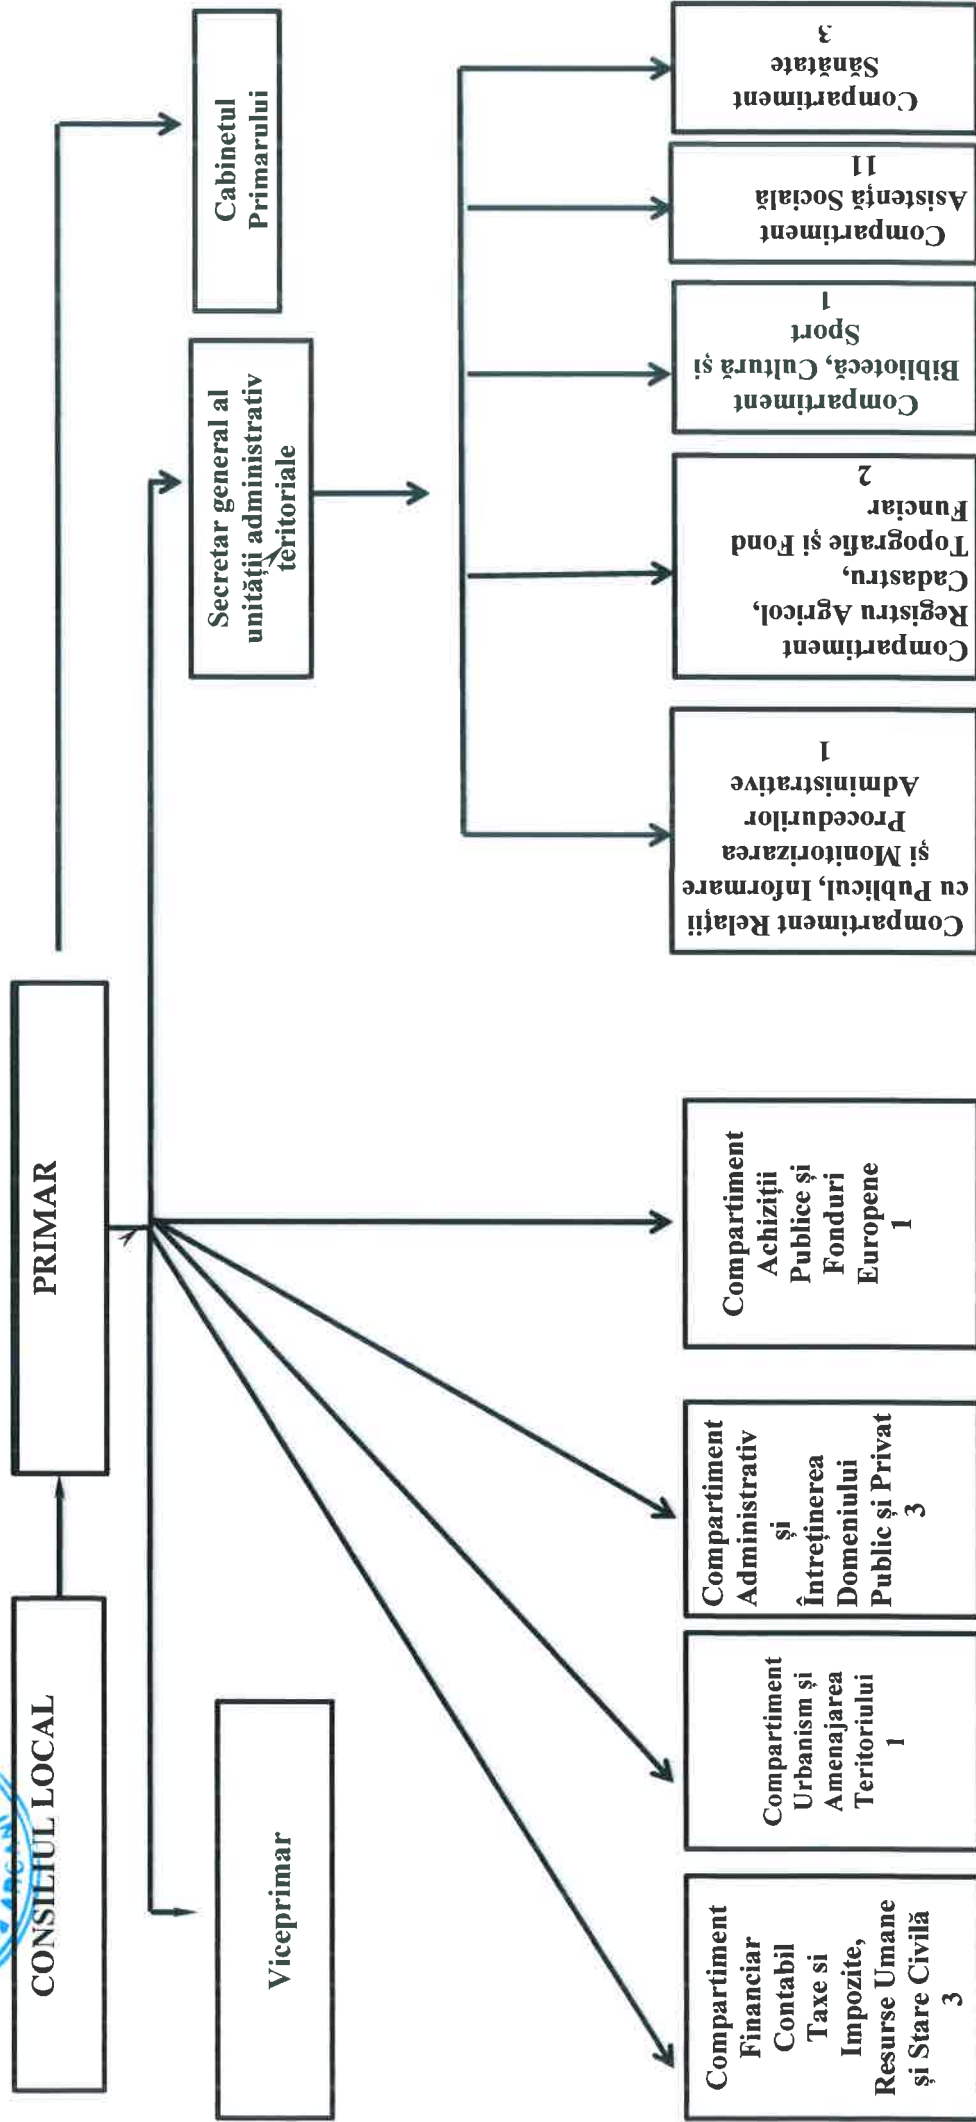 CONSILIUL LOCAL
PRIMAR
Viceprimar
Secretar general al
unității administrativ
teritoriale
Cabinetul
Primarului
Compartiment
Financiar
Contabil
Taxe si
Impozite,
Resurse Umane
și Stare Civilă
3
Compartiment
Urbanism și
Amenajarea
Teritoriului
1
Compartiment
Administrativ
și
Întreținerea
Domeniului
Public și Privat
3
Compartiment
Achiziții
Publice și
Fonduri
Europene
1
Compartiment Relații
cu Publicul, Informare
și Monitorizarea
Procedurilor
Administrative
1
Compartiment
Registru Agricol,
Cadastru,
Topografie și Fond
Funciar
2
Compartiment
Bibliotecă, Cultură și
Sport
1
Compartiment
Asistență Socială
11
Compartiment
Sănătate
3